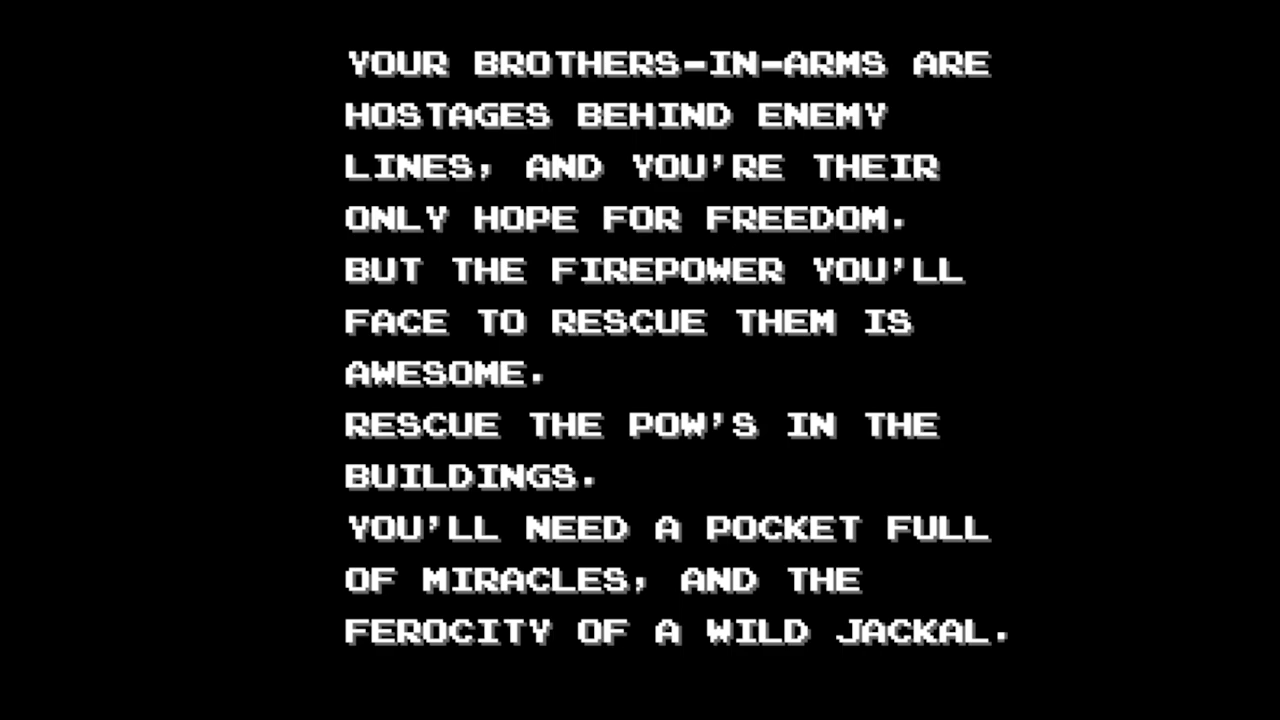 YOUR BROTHERS-IN-ARMS ARE
HOSTAGES BEHIND ENEMY
LINES, AND YOU'RE THEIR
ONLY HOPE FOR FREEDOM.
BUT THE FIREPOWER YOU'LL
FACE TO RESCUE THEM IS
AWESOME.
RESCUE THE POW'S IN THE
BUILDINGS.
YOU'LL NEED A POCKET FULL
OF MIRACLES, AND THE
FEROCITY OF A WILD JACKAL.